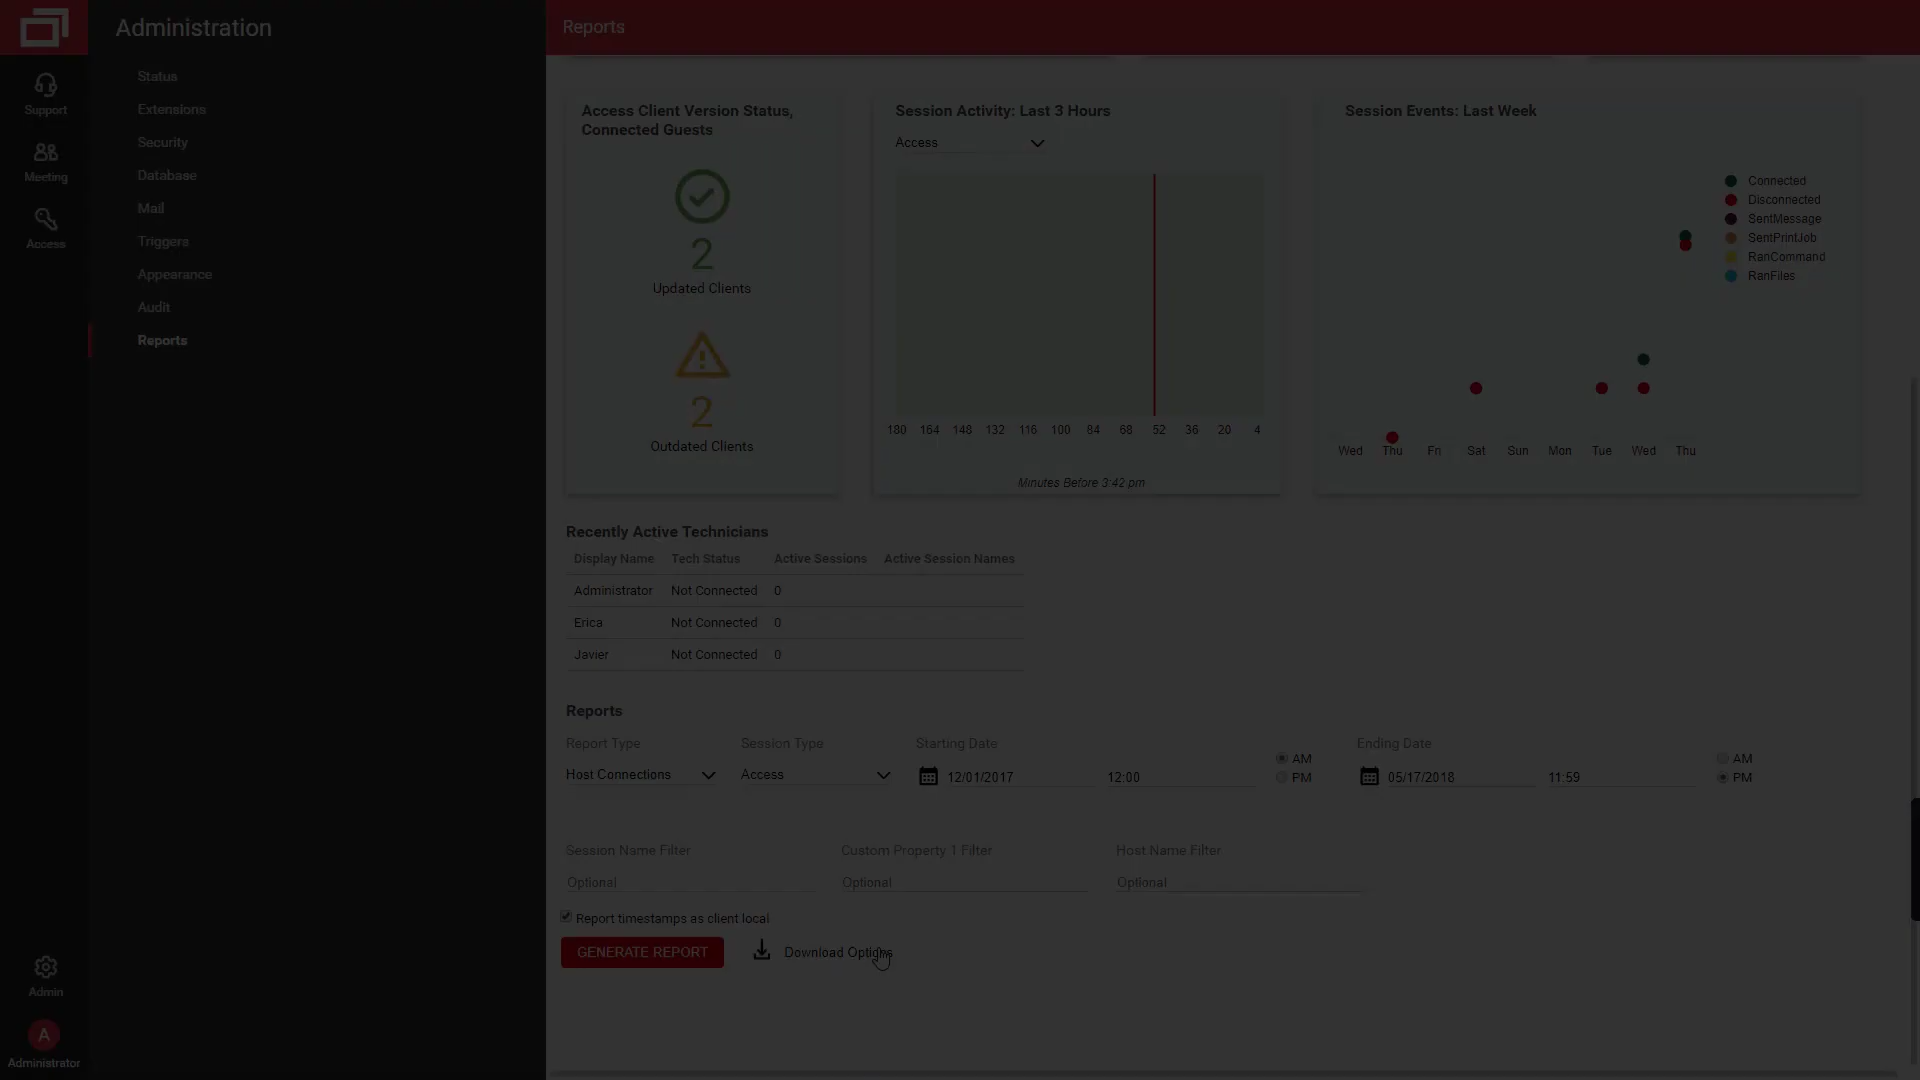 Administration
Reports
Support
Meeting
Access
Status
Extensions
Security
Database
Mail
Triggers
Appearance
Audit
Reports
Access Client Version Status,
Connected Guests
2
Updated Clients
2
Outdated Clients
Session Activity: Last 3 Hours
Access
180 164 148 132 116 100 84 68 52 36 20 4
Minutes Before 3:42 pm
Session Events: Last Week
Connected
Disconnected
SentMessage
SentPrintJob
RanCommand
RanFiles
Wed Thu Fri Sat Sun Mon Tue Wed Thu
Recently Active Technicians
Display Name Tech Status Active Sessions Active Session Names
Administrator Not Connected 0
Erica Not Connected 0
Javier Not Connected 0
Reports
Report Type Session Type Starting Date Ending Date
Host Connections Access 12/01/2017 12:00 AM PM 05/17/2018 11:59 AM PM
Session Name Filter Custom Property 1 Filter Host Name Filter
Optional Optional Optional
Report timestamps as client local
GENERATE REPORT Download Options
Admin
A
Administrator